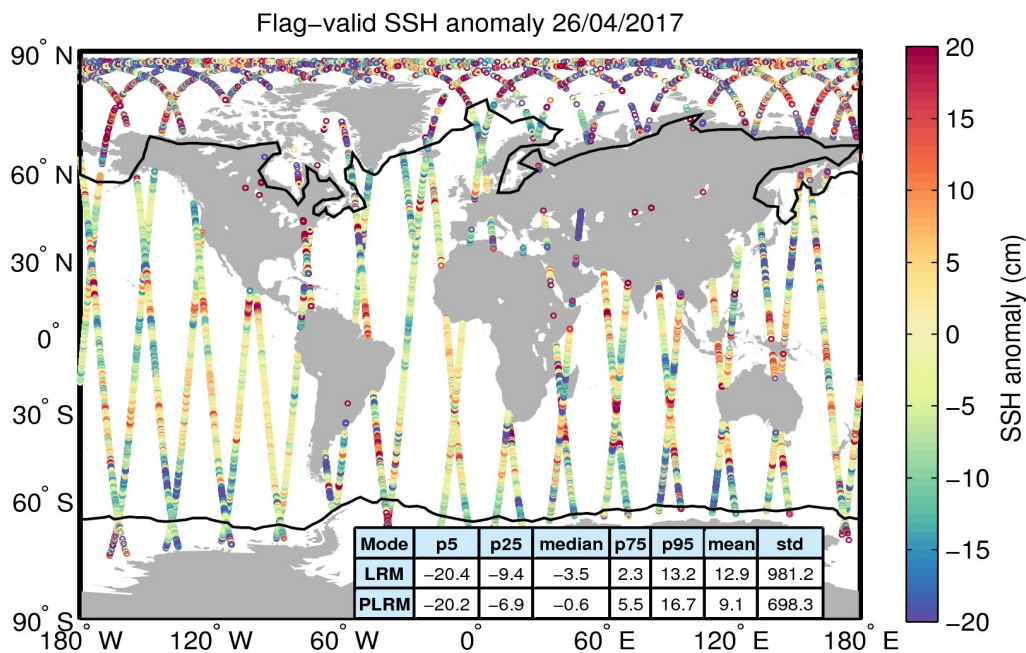 Flag−valid SSH anomaly 26/04/2017
90° N
60° N
30° N
0°
30° S
60° S
90° S
180° W
120° W
60° W
0°
60° E
120° E
180° E
Mode p5 p25 median p75 p95 mean std
LRM −20.4 −9.4 −3.5 2.3 13.2 12.9 981.2
PLRM −20.2 −6.9 −0.6 5.5 16.7 9.1 698.3
20
15
10
5
0
−5
−10
−15
−20
SSH anomaly (cm)